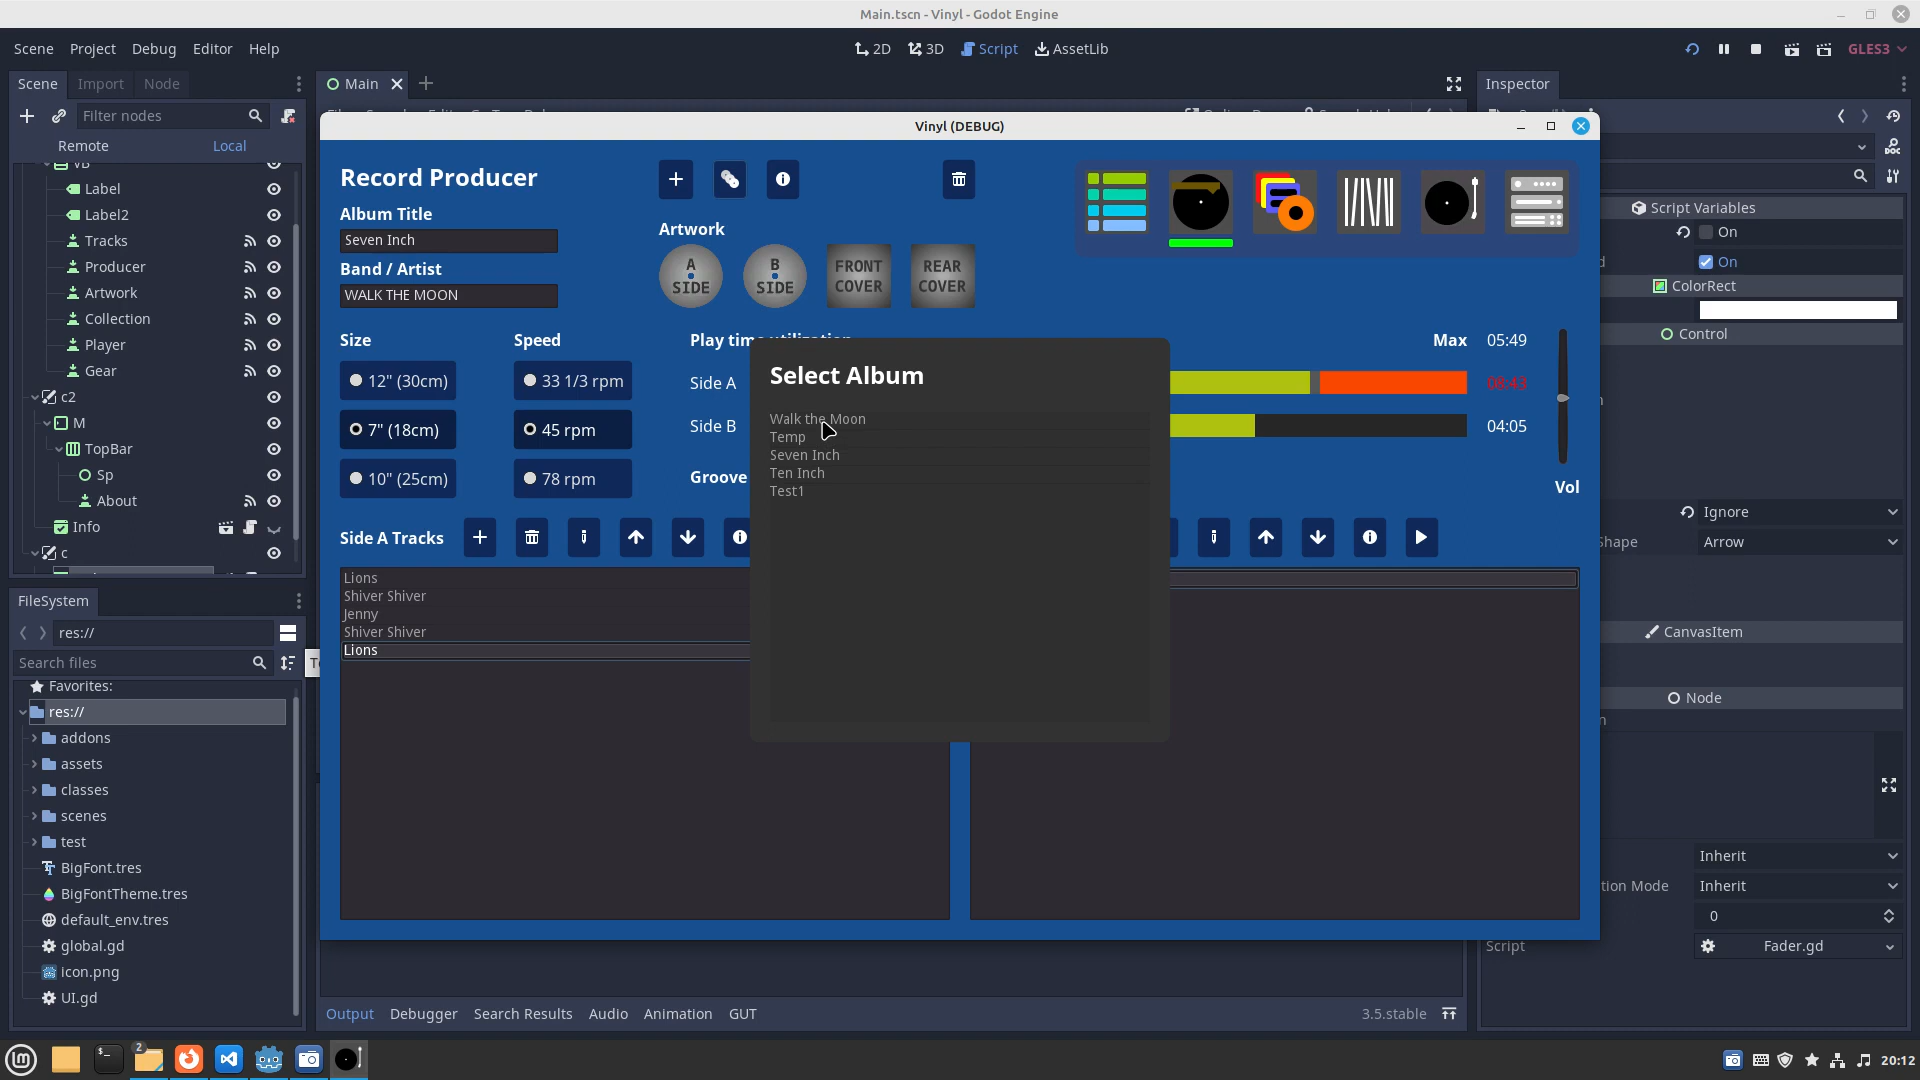 Main.tscn - Vinyl - Godot Engine
Scene Project Debug Editor Help
2D 3D Script AssetLib
GLES3
Scene Import Node
Main
Inspector
Filter nodes
Remote Local
VB
Label
Label2
Tracks
Producer
Artwork
Collection
Player
Gear
c2
M
TopBar
Sp
About
Info
c
FileSystem
res://
Search files
Favorites:
res://
addons
assets
classes
scenes
test
BigFont.tres
BigFontTheme.tres
default_env.tres
global.gd
icon.png
UI.gd
Vinyl (DEBUG)
Record Producer
Album Title
Seven Inch
Band / Artist
WALK THE MOON
Artwork
A
SIDE
B
SIDE
FRONT
COVER
REAR
COVER
Size
12" (30cm)
7" (18cm)
10" (25cm)
Speed
33 1/3 rpm
45 rpm
78 rpm
Play time utilization
Max 05:49
Side A
08:43
Side B
04:05
Groove
Vol
Side A Tracks
Lions
Shiver Shiver
Jenny
Shiver Shiver
Lions
Select Album
Walk the Moon
Temp
Seven Inch
Ten Inch
Test1
Script Variables
On
On
ColorRect
Control
Ignore
Shape Arrow
CanvasItem
Node
Inherit
tion Mode Inherit
0
Script Fader.gd
Output Debugger Search Results Audio Animation GUT
3.5.stable
2
20:12